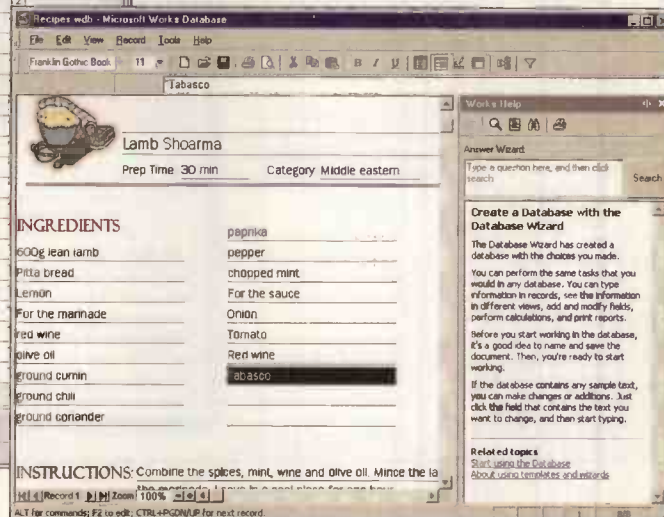 Recipes wdb - Microsoft Works Database
File Edit View Record Tools Help
Franklin Gothic Book 11 B I U
"Tabasco
Lamb Shoarma
Prep Time 30 min Category Middle eastern
INGREDIENTS
600g lean lamb
Pitta bread
Lemon
For the marinade
red wine
olive oil
ground cumin
ground chili
ground coriander
paprika
pepper
chopped mint
For the sauce
Onion
Tomato
Red wine
abasco
INSTRUCTIONS: Combine the spices, mint, wine and olive oil. Mince the la
the marinade. Leave in a cool place for one hour
Record 1 Zoom 100%
ALT for commands; F2 to edit; CTRL+PGDN/UP for next record.
Works Help
Answer Wizard
Type a question here, and then click search
Search
Create a Database with the
Database Wizard
The Database Wizard has created a
database with the choices you made.
You can perform the same tasks that you
would in any database. You can type
information in records, see the information
in different views, add and modify fields,
perform calculations, and print reports.
Before you start working in the database,
it's a good idea to name and save the
document. Then, you're ready to start
working.
If the database contains any sample text,
you can make changes or additions. Just
click the field that contains the text you
want to change, and then start typing.
Related topics
Start using the Database
About using templates and wizards